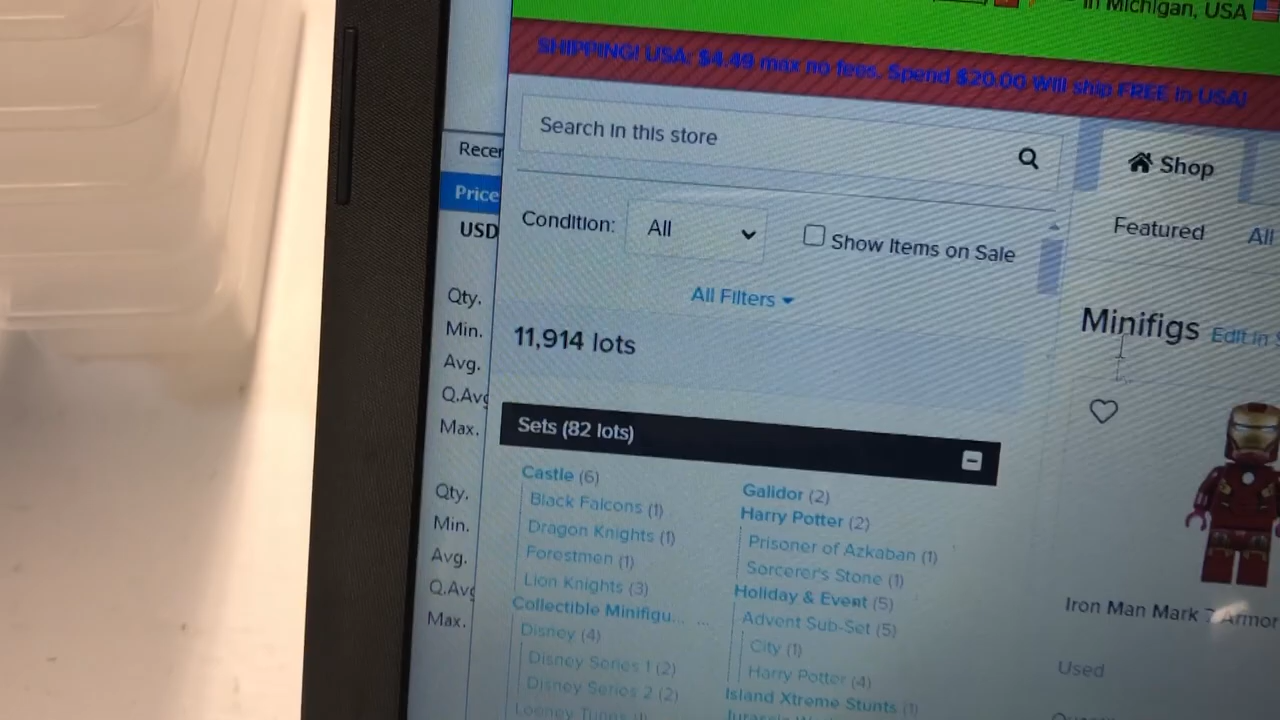 in Michigan, USA
SHIPPING! USA: $4.49 max no fees. Spend $20.00 Will ship FREE in USA!
Search in this store
Shop
Condition: All
Show Items on Sale
Featured
All
All Filters
11,914 lots
Minifigs
Edit in
Sets (82 lots)
Castle (6)
Black Falcons (1)
Dragon Knights (1)
Forestmen (1)
Lion Knights (3)
Collectible Minifigu... ...
Disney (4)
Disney Series 1 (2)
Disney Series 2 (2)
Galidor (2)
Harry Potter (2)
Prisoner of Azkaban (1)
Sorcerer's Stone (1)
Holiday & Event (5)
Advent Sub-Set (5)
City (1)
Harry Potter (4)
Island Xtreme Stunts (1)
Iron Man Mark 7 Armor
Used
Recen
Price
USD
Qty.
Min.
Avg.
Q.Avg
Max.
Qty.
Min.
Avg.
Q.Avg
Max.